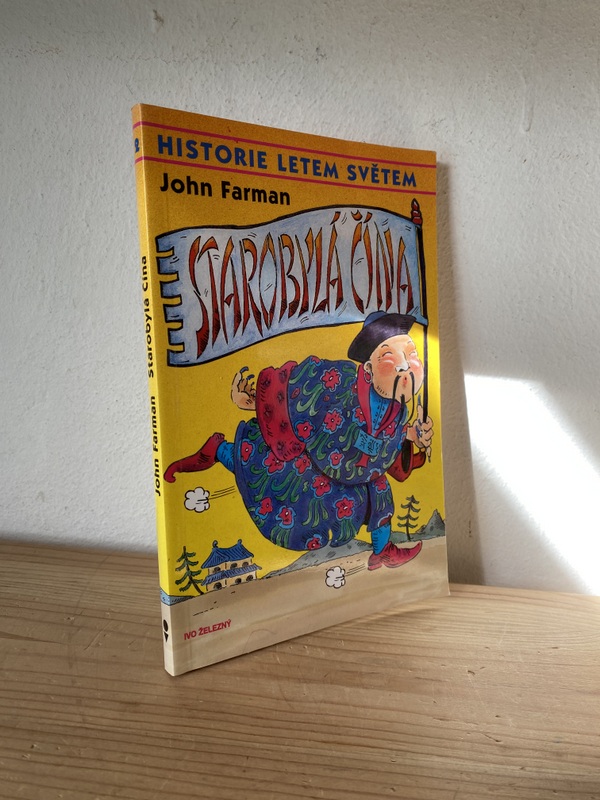 HISTORIE LETEM SVĚTEM
John Farman
STAROBYLÁ ČÍNA
IVO ŽELEZNÝ
John Farman Starobylá Čína